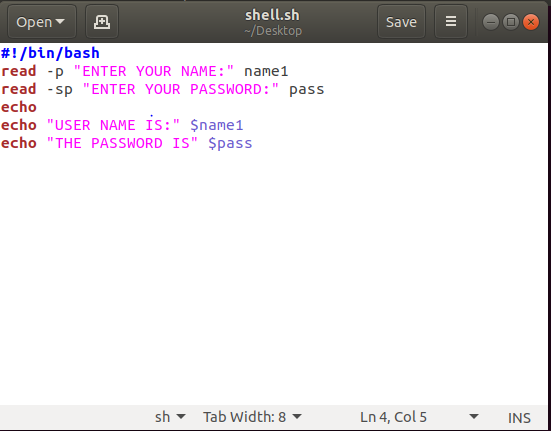 Open
shell.sh
~/Desktop
Save
#!/bin/bash
read -p "ENTER YOUR NAME:" name1
read -sp "ENTER YOUR PASSWORD:" pass
echo
echo "USER NAME IS:" $name1
echo "THE PASSWORD IS" $pass
sh Tab Width: 8 Ln 4, Col 5 INS